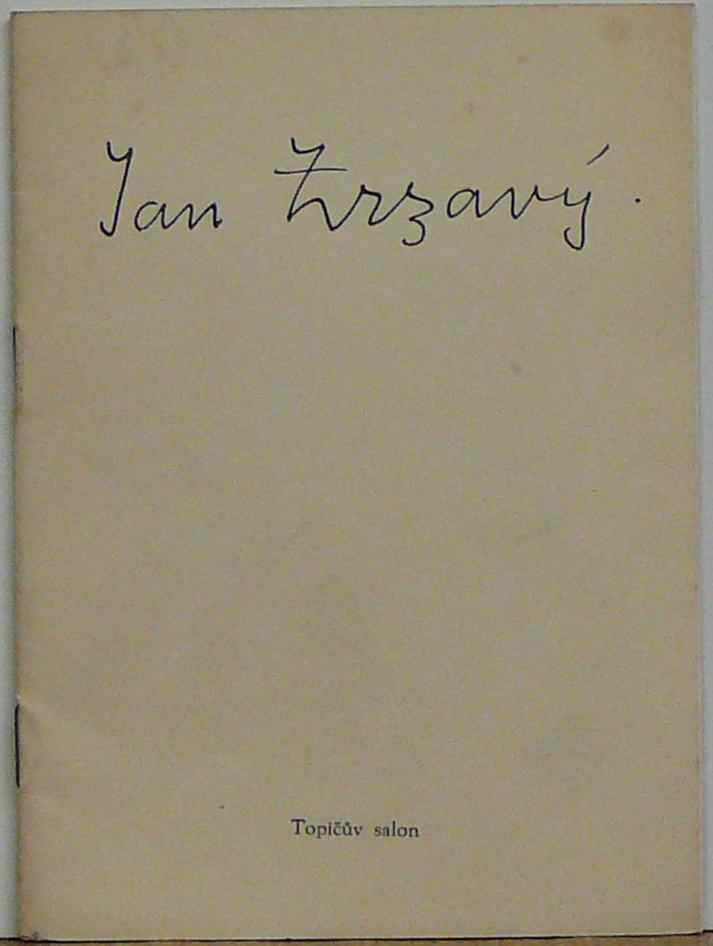 Jan Zrzavý.
Topičův salon